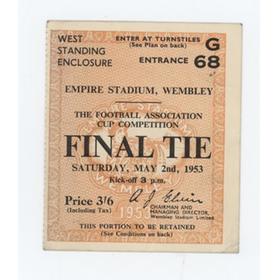 WEST
STANDING
ENCLOSURE
ENTER AT TURNSTILES
(See Plan on back)
G
ENTRANCE 68
EMPIRE STADIUM, WEMBLEY
THE FOOTBALL ASSOCIATION
CUP COMPETITION
FINAL TIE
SATURDAY, MAY 2nd, 1953
Kick-off 3 p.m.
Price 3/6
(Including Tax)
CHAIRMAN AND
MANAGING DIRECTOR,
Wembley Stadium Limited
THIS PORTION TO BE RETAINED
(See Conditions on back)